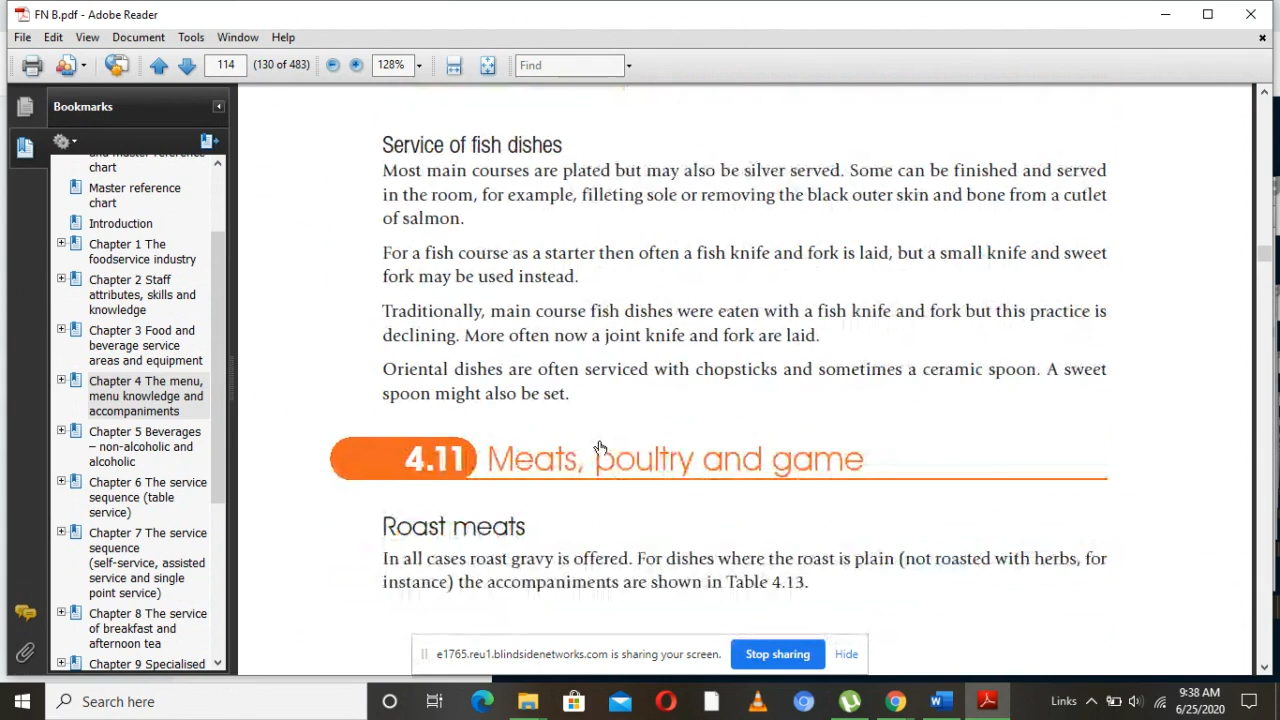 FN B.pdf - Adobe Reader
File Edit View Document Tools Window Help
114 (130 of 483) 128% Find
Bookmarks
and master reference
chart
Master reference
chart
Introduction
Chapter 1 The
foodservice industry
Chapter 2 Staff
attributes, skills and
knowledge
Chapter 3 Food and
beverage service
areas and equipment
Chapter 4 The menu,
menu knowledge and
accompaniments
Chapter 5 Beverages
– non-alcoholic and
alcoholic
Chapter 6 The service
sequence (table
service)
Chapter 7 The service
sequence
(self-service, assisted
service and single
point service)
Chapter 8 The service
of breakfast and
afternoon tea
Chapter 9 Specialised
Service of fish dishes
Most main courses are plated but may also be silver served. Some can be finished and served
in the room, for example, filleting sole or removing the black outer skin and bone from a cutlet
of salmon.
For a fish course as a starter then often a fish knife and fork is laid, but a small knife and sweet
fork may be used instead.
Traditionally, main course fish dishes were eaten with a fish knife and fork but this practice is
declining. More often now a joint knife and fork are laid.
Oriental dishes are often serviced with chopsticks and sometimes a ceramic spoon. A sweet
spoon might also be set.
4.11 Meats, poultry and game
Roast meats
In all cases roast gravy is offered. For dishes where the roast is plain (not roasted with herbs, for
instance) the accompaniments are shown in Table 4.13.
e1765.reu1.blindsidenetworks.com is sharing your screen. Stop sharing Hide
Search here Links 9:38 AM
6/25/2020